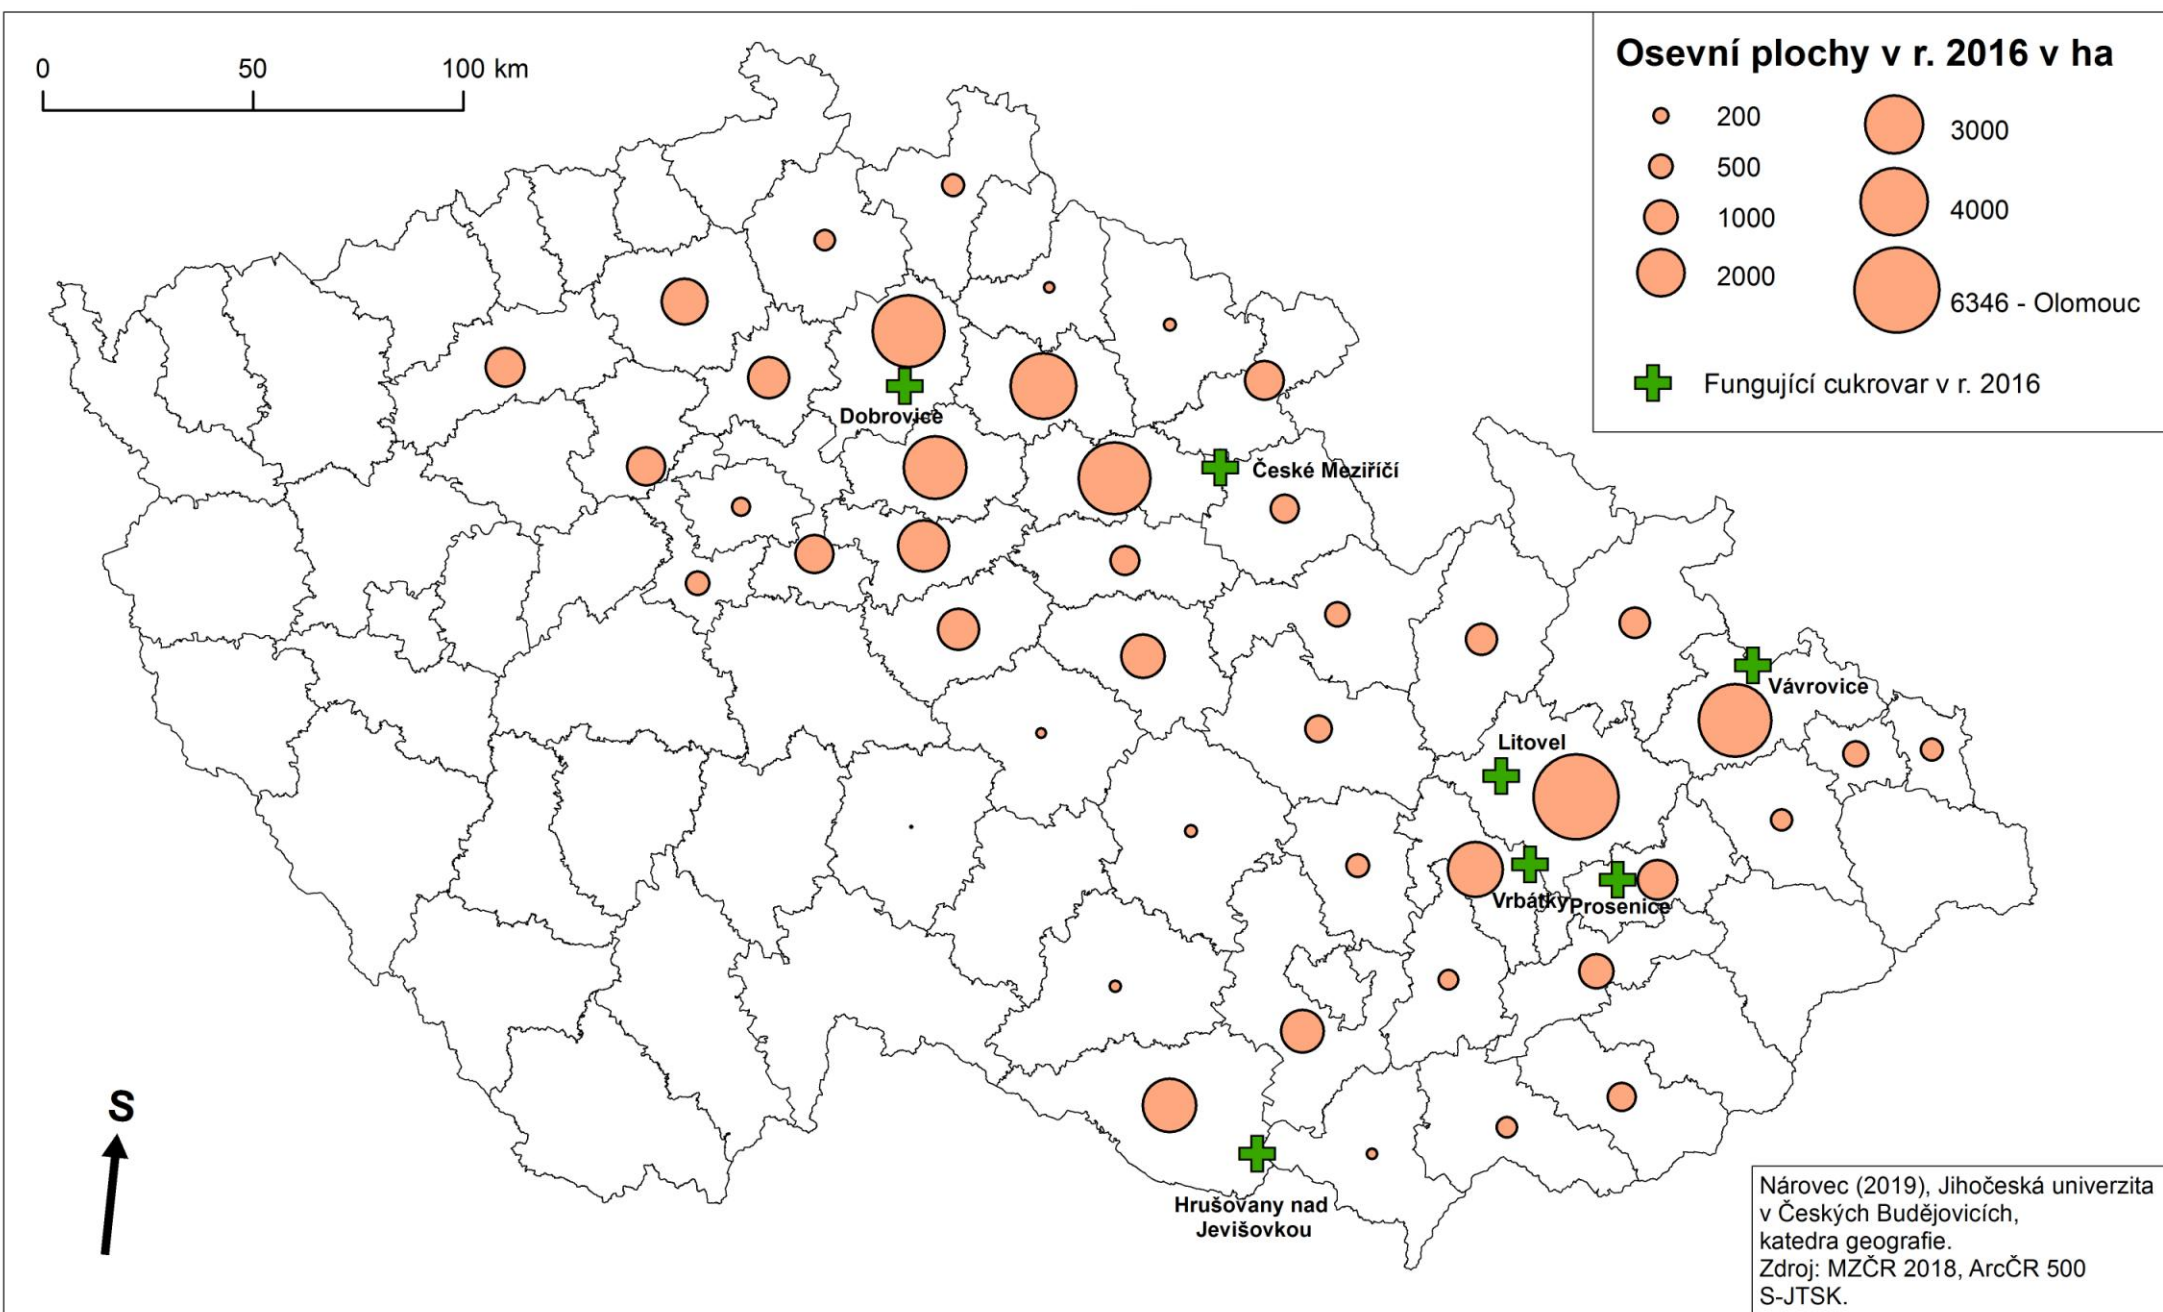 0 50 100 km
Osevní plochy v r. 2016 v ha
200
500
1000
2000
3000
4000
6346 - Olomouc
Fungující cukrovar v r. 2016
Dobrovice
České Meziříčí
Vávrovice
Litovel
Vrbátky
Prosenice
Hrušovany nad
Jevišovkou
S
Nárovec (2019), Jihočeská univerzita
v Českých Budějovicích,
katedra geografie.
Zdroj: MZČR 2018, ArcČR 500
S-JTSK.